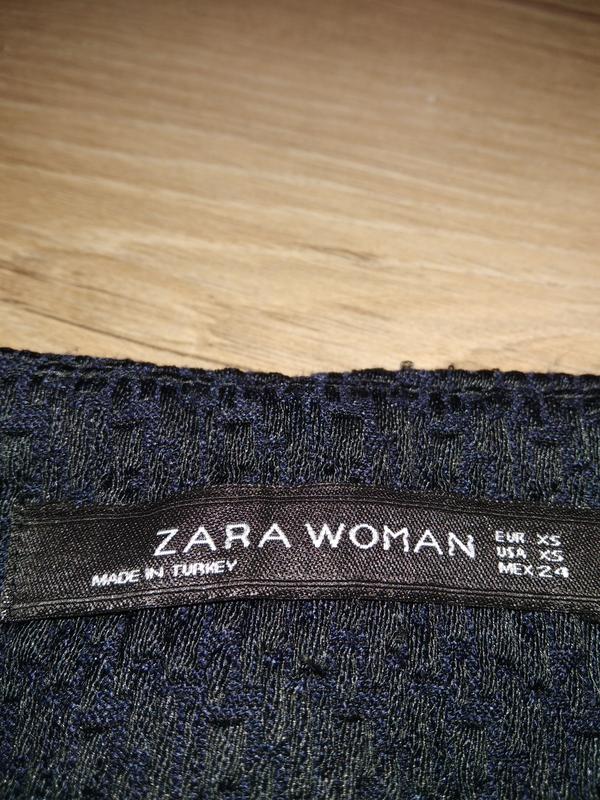 ZARA WOMAN
MADE IN TURKEY
EUR XS
USA XS
MEX 24